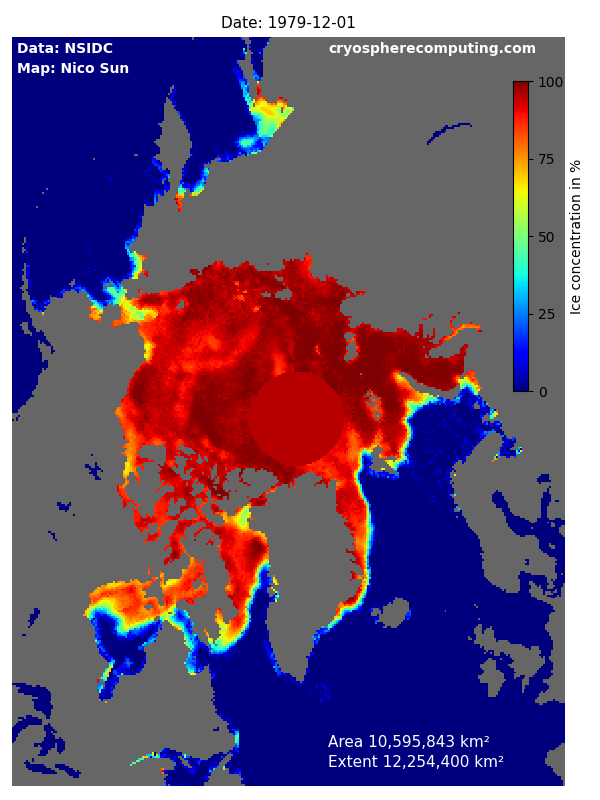 Date: 1979-12-01
Data: NSIDC
Map: Nico Sun
cryospherecomputing.com
100
75
50
25
0
Ice concentration in %
Area 10,595,843 km²
Extent 12,254,400 km²